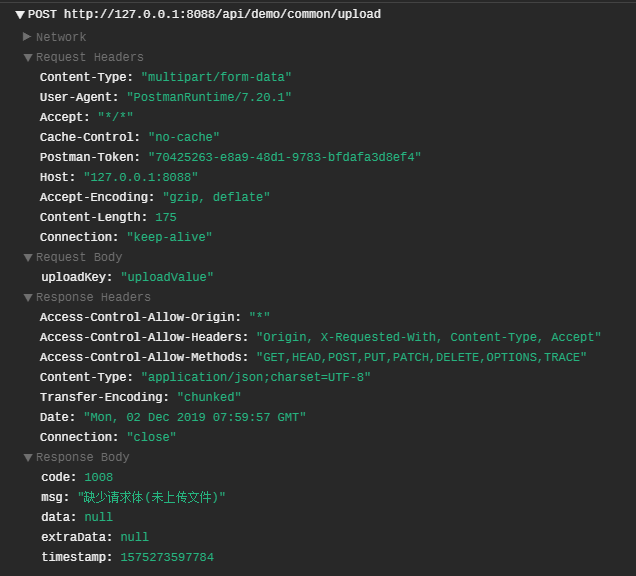 POST http://127.0.0.1:8088/api/demo/common/upload
Network
Request Headers
Content-Type: "multipart/form-data"
User-Agent: "PostmanRuntime/7.20.1"
Accept: "*/*"
Cache-Control: "no-cache"
Postman-Token: "70425263-e8a9-48d1-9783-bfdafa3d8ef4"
Host: "127.0.0.1:8088"
Accept-Encoding: "gzip, deflate"
Content-Length: 175
Connection: "keep-alive"
Request Body
uploadKey: "uploadValue"
Response Headers
Access-Control-Allow-Origin: "*"
Access-Control-Allow-Headers: "Origin, X-Requested-With, Content-Type, Accept"
Access-Control-Allow-Methods: "GET,HEAD,POST,PUT,PATCH,DELETE,OPTIONS,TRACE"
Content-Type: "application/json;charset=UTF-8"
Transfer-Encoding: "chunked"
Date: "Mon, 02 Dec 2019 07:59:57 GMT"
Connection: "close"
Response Body
code: 1008
msg: "缺少请求体(未上传文件)"
data: null
extraData: null
timestamp: 1575273597784